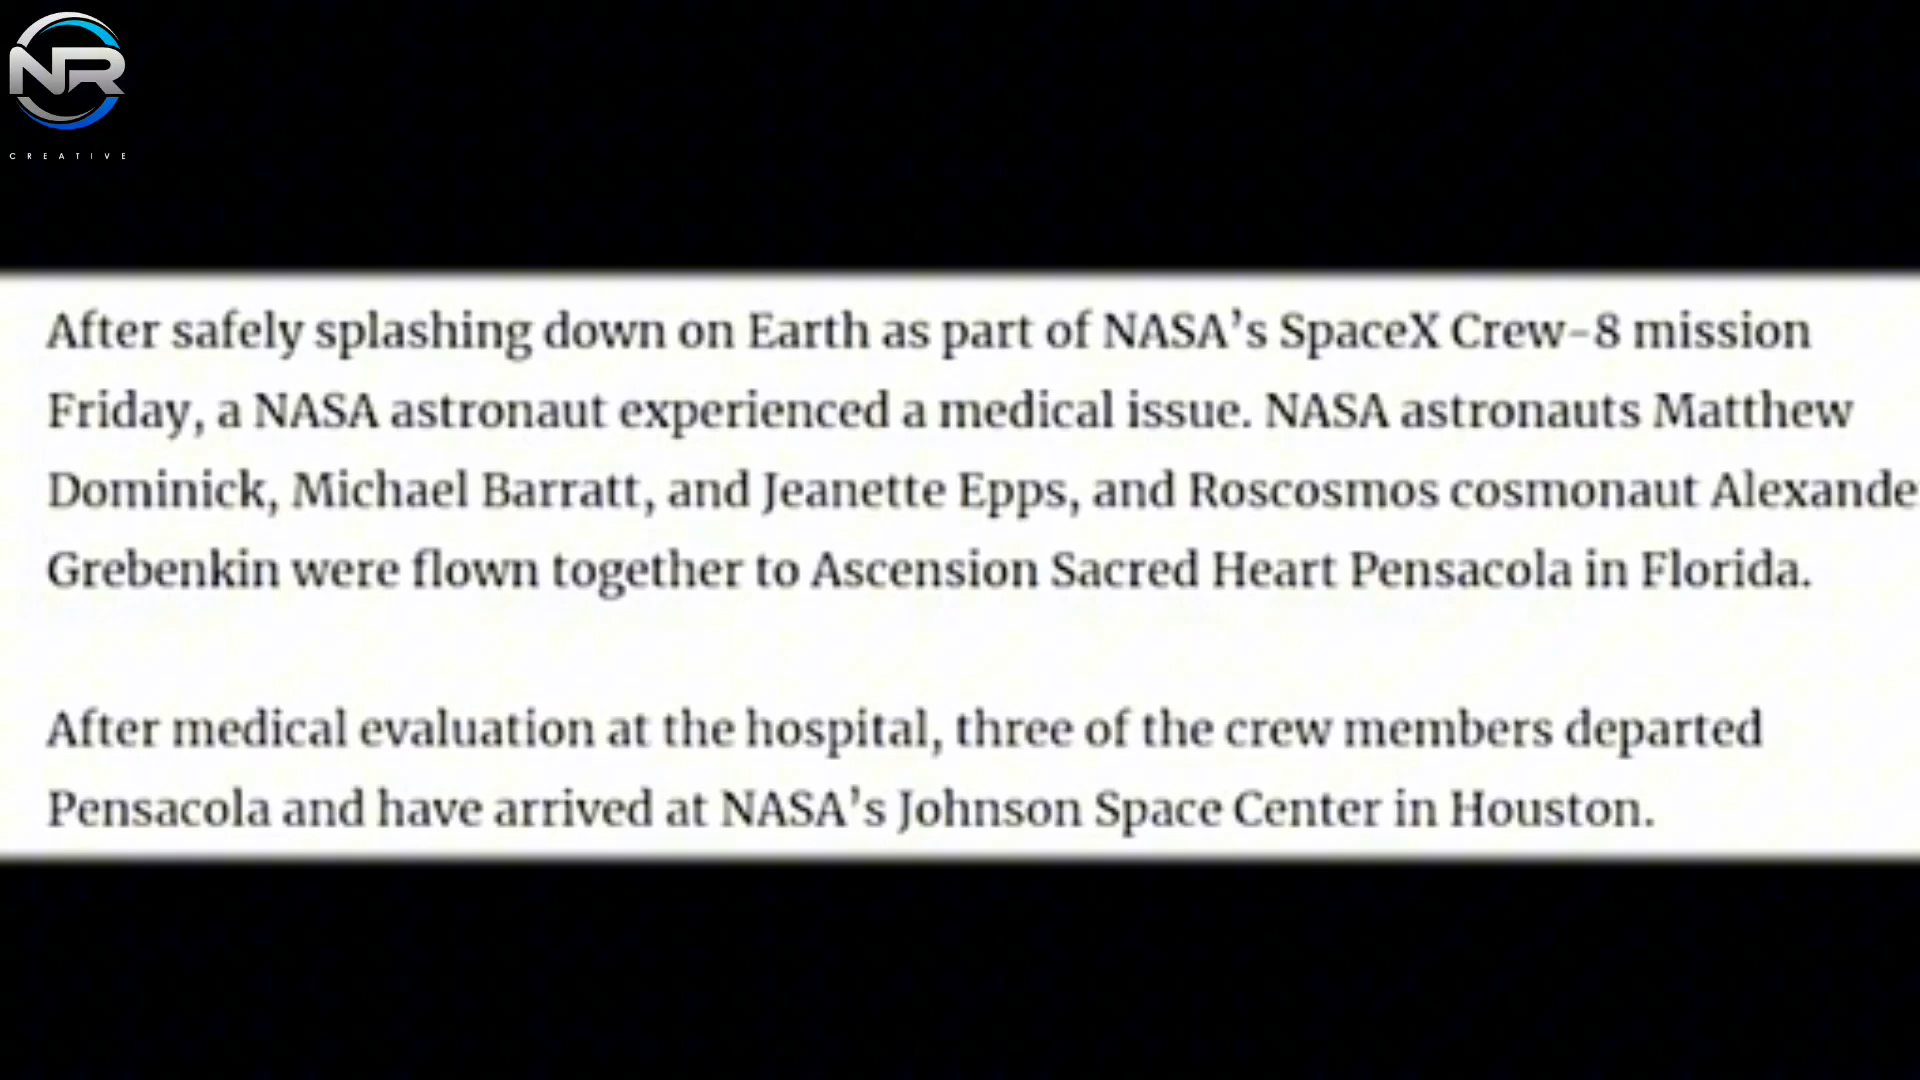 NR
CREATIVE
After safely splashing down on Earth as part of NASA’s SpaceX Crew-8 mission
Friday, a NASA astronaut experienced a medical issue. NASA astronauts Matthew
Dominick, Michael Barratt, and Jeanette Epps, and Roscosmos cosmonaut Alexande
Grebenkin were flown together to Ascension Sacred Heart Pensacola in Florida.
After medical evaluation at the hospital, three of the crew members departed
Pensacola and have arrived at NASA’s Johnson Space Center in Houston.